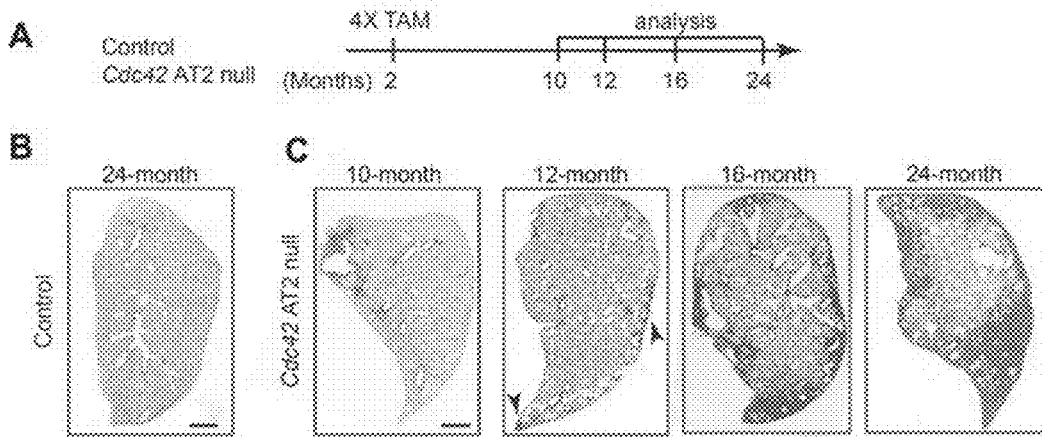 A
4X TAM
analysis
Control
Cdc42 AT2 null
(Months) 2 10 12 16 24
B
C
24-month
10-month
12-month
16-month
24-month
Control
Cdc42 AT2 null